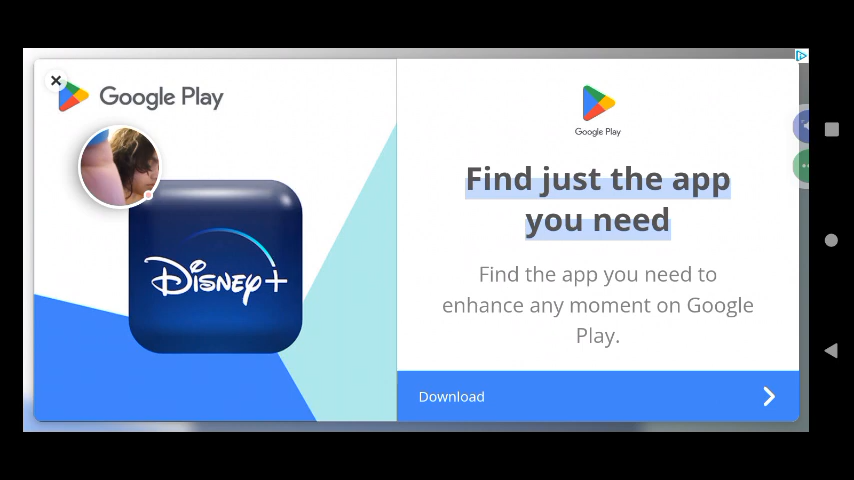 Google Play
Disney+
Google Play
Find just the app
you need
Find the app you need to
enhance any moment on Google
Play.
Download